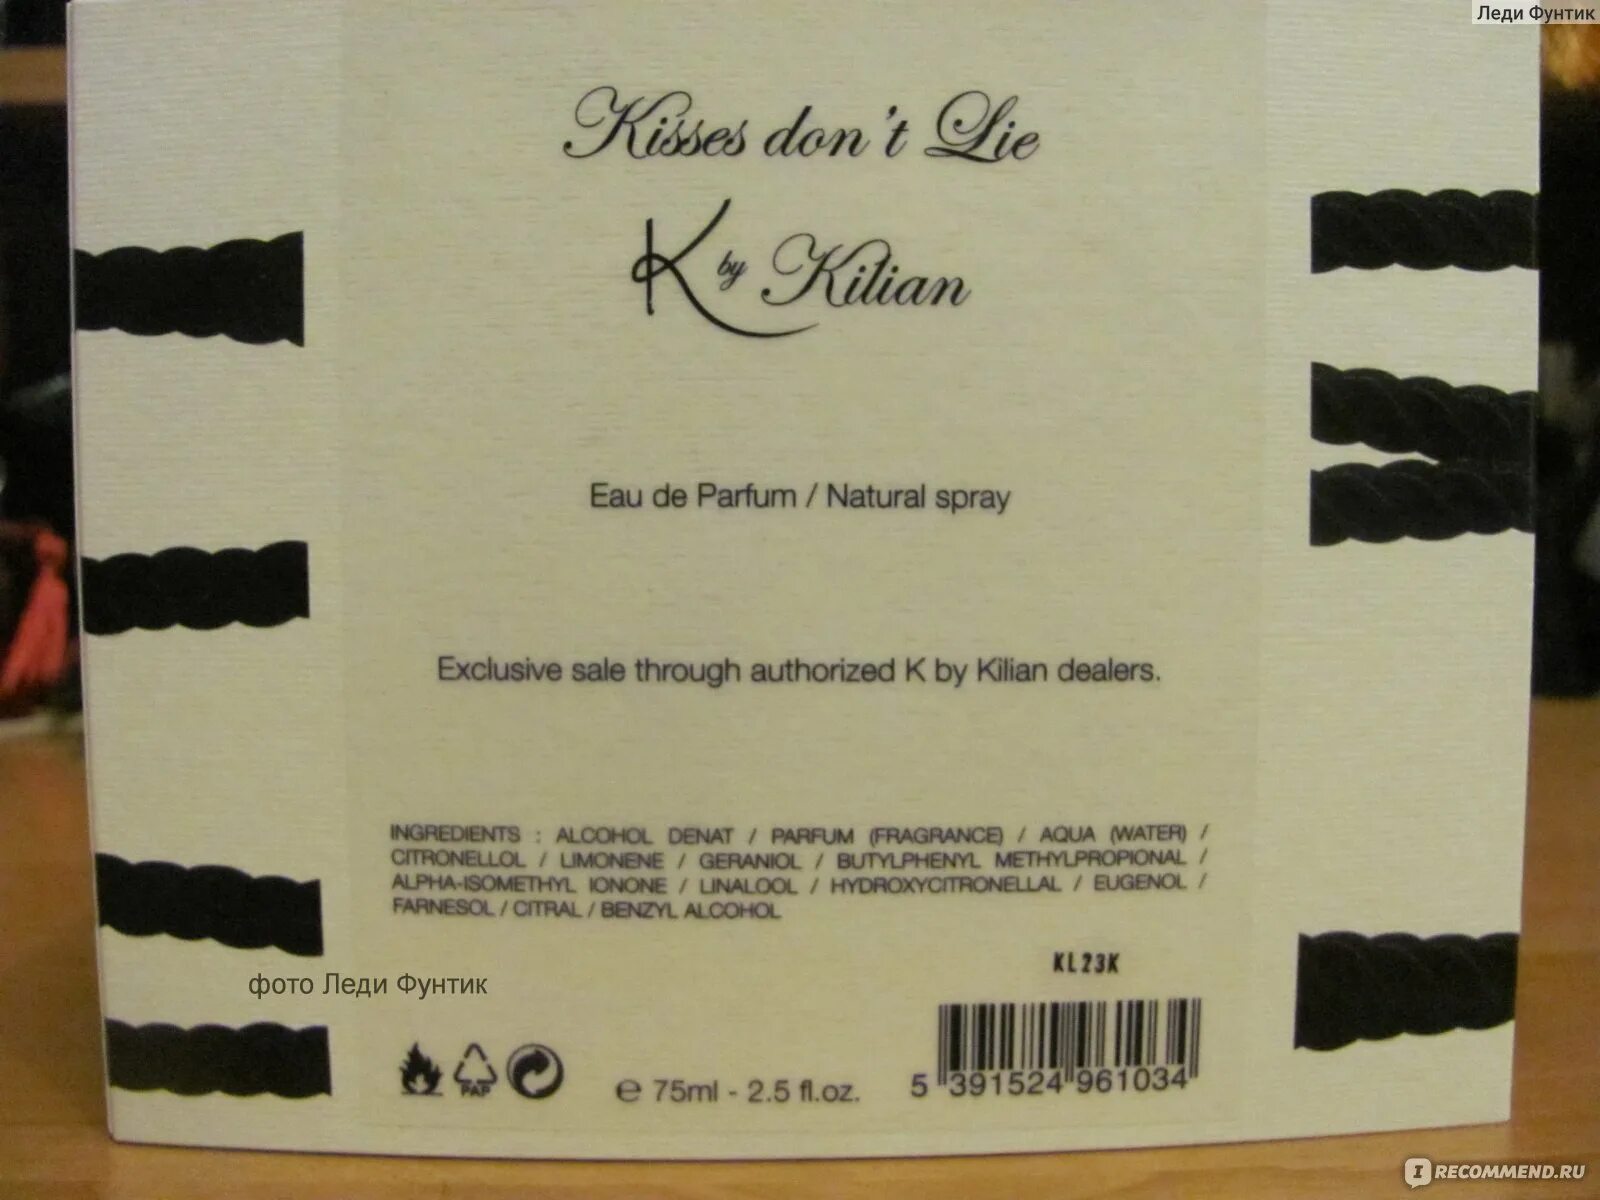 Леди Фунтик
Kisses don't Lie
K by Kilian
Eau de Parfum / Natural spray
Exclusive sale through authorized K by Kilian dealers.
INGREDIENTS : ALCOHOL DENAT / PARFUM (FRAGRANCE) / AQUA (WATER) /
CITRONELLOL / LIMONENE / GERANIOL / BUTYLPHENYL METHYLPROPIONAL /
ALPHA-ISOMETHYL IONONE / LINALOOL / HYDROXYCITRONELLAL / EUGENOL /
FARNESOL / CITRAL / BENZYL ALCOHOL
KL23K
фото Леди Фунтик
PAP
e 75ml - 2.5 fl.oz.
5 391524 961034
IRECOMMEND.RU